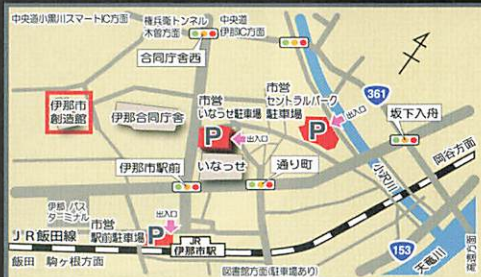 中央道小黒川スマートIC方面
権兵衛トンネル
木曽方面
中央道
伊那IC方面
合同庁舎西
361
伊那市
創造館
伊那合同庁舎
市営
いなっせ駐車場
P
出入口
市営
セントラルパーク
駐車場
P
出入口
坂下入舟
岡谷方面
伊那市駅前
いなっせ
通り町
小沢川
伊那バス
ターミナル
市営
駅前駐車場
出入口
P
JR飯田線
JR
伊那市駅
飯田 駒ヶ根方面
図書館方面(駐車場あり)
153
天竜川
高遠方面